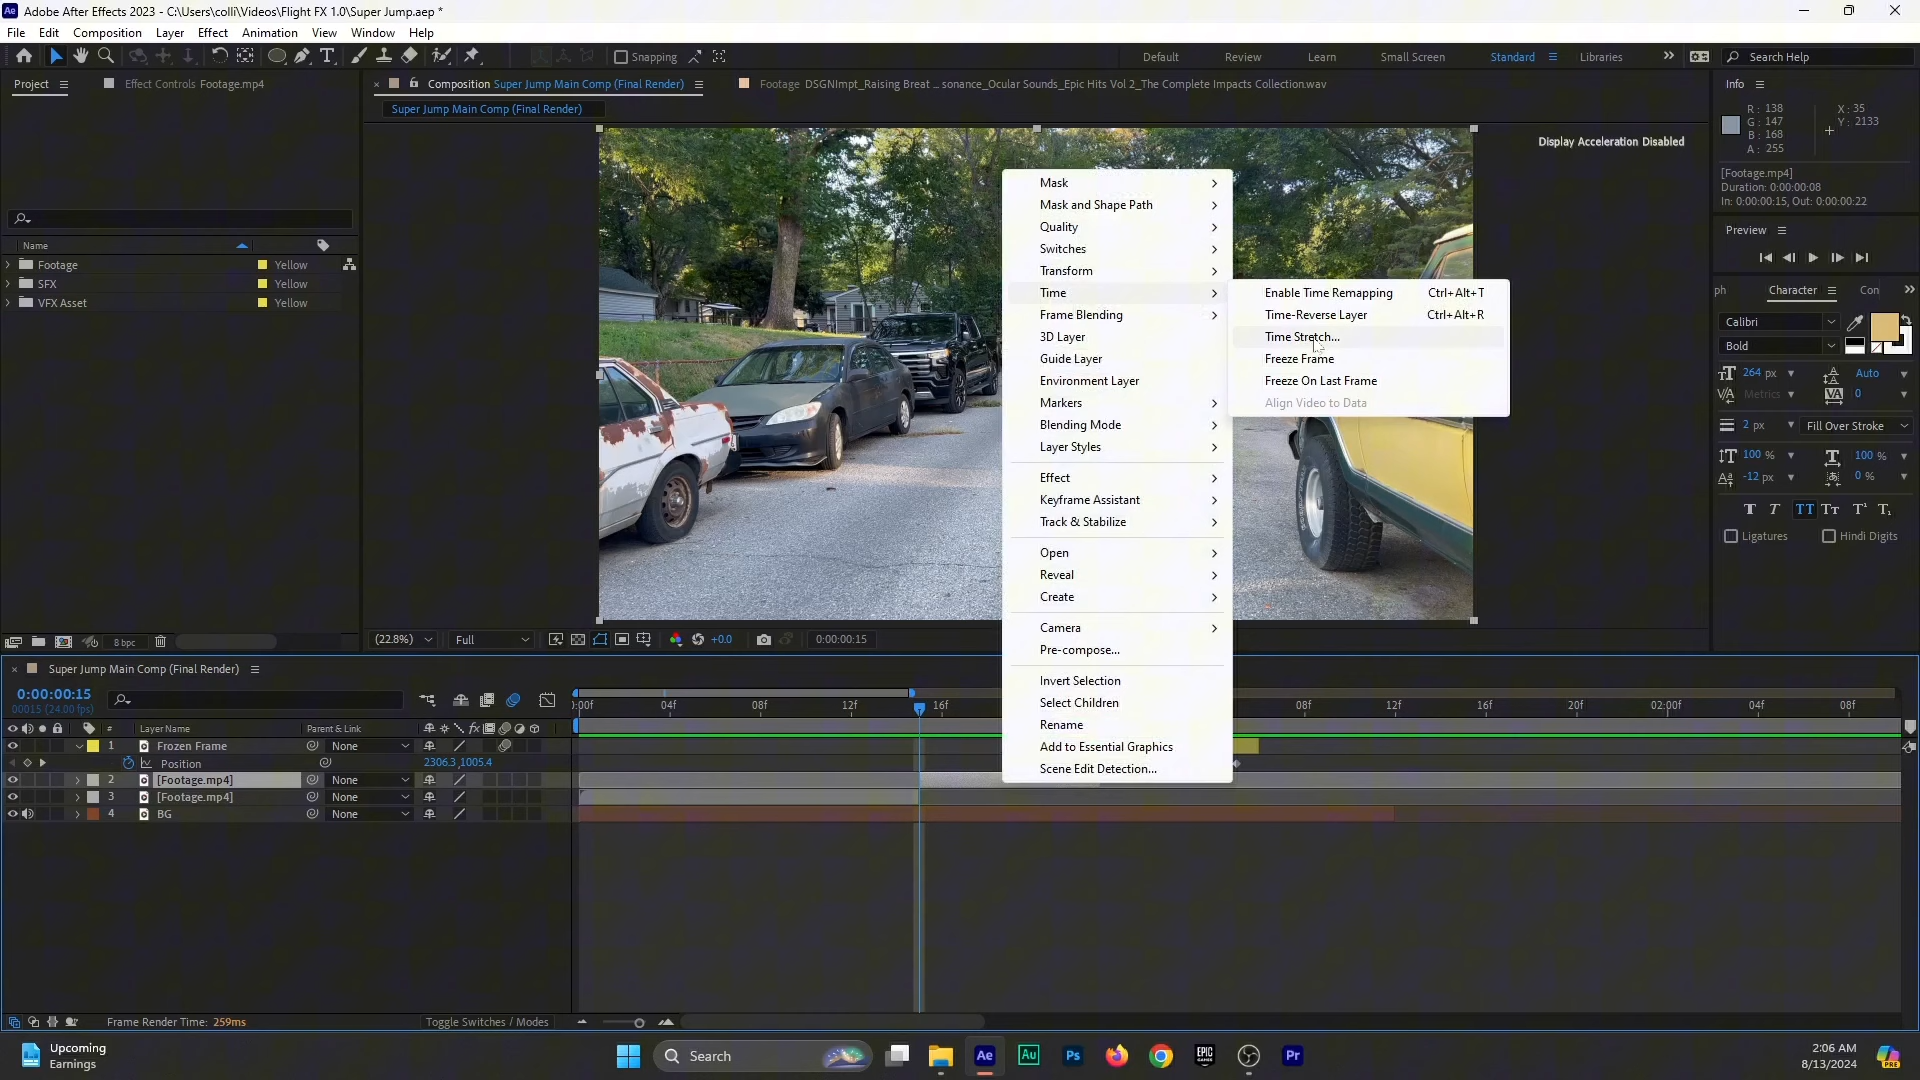 Adobe After Effects 2023 - C:\Users\colli\Videos\Flight FX 1.0\Super Jump.aep *
File Edit Composition Layer Effect Animation View Window Help
Snapping
Default Review Learn Small Screen Standard Libraries
Search Help
Project
Effect Controls Footage.mp4
Composition Super Jump Main Comp (Final Render)
Footage DSGNImpt_Raising Breat ... sonance_Ocular Sounds_Epic Hits Vol 2_The Complete Impacts Collection.wav
Super Jump Main Comp (Final Render)
Name
Footage Yellow
SFX Yellow
VFX Asset Yellow
8 bpc
Display Acceleration Disabled
(22.8%) Full +0.0 0:00:00:15
Mask
Mask and Shape Path
Quality
Switches
Transform
Time
Frame Blending
3D Layer
Guide Layer
Environment Layer
Markers
Blending Mode
Layer Styles
Effect
Keyframe Assistant
Track & Stabilize
Open
Reveal
Create
Camera
Pre-compose...
Invert Selection
Select Children
Rename
Add to Essential Graphics
Scene Edit Detection...
Enable Time Remapping Ctrl+Alt+T
Time-Reverse Layer Ctrl+Alt+R
Time Stretch...
Freeze Frame
Freeze On Last Frame
Align Video to Data
Info
R: 138
G: 147
B: 168
A: 255
X: 35
Y: 2133
[Footage.mp4]
Duration: 0:00:00:08
In: 0:00:00:15, Out: 0:00:00:22
Preview
ph Character Con
Calibri
Bold
264 px Auto
Metrics 0
2 px Fill Over Stroke
100 % 100 %
-12 px 0 %
Ligatures Hindi Digits
Super Jump Main Comp (Final Render)
0:00:00:15
00015 (24.00 fps)
:00f 04f 08f 12f 16f 08f 12f 16f 20f 02:00f 04f 08f
# Layer Name Parent & Link
1 Frozen Frame None
Position 2306.3,1005.4
2 [Footage.mp4] None
3 [Footage.mp4] None
4 BG None
Frame Render Time: 259ms
Toggle Switches / Modes
Upcoming
Earnings
Search
Ae Au Ps EPIC GAMES Pr
2:06 AM
8/13/2024
PRE